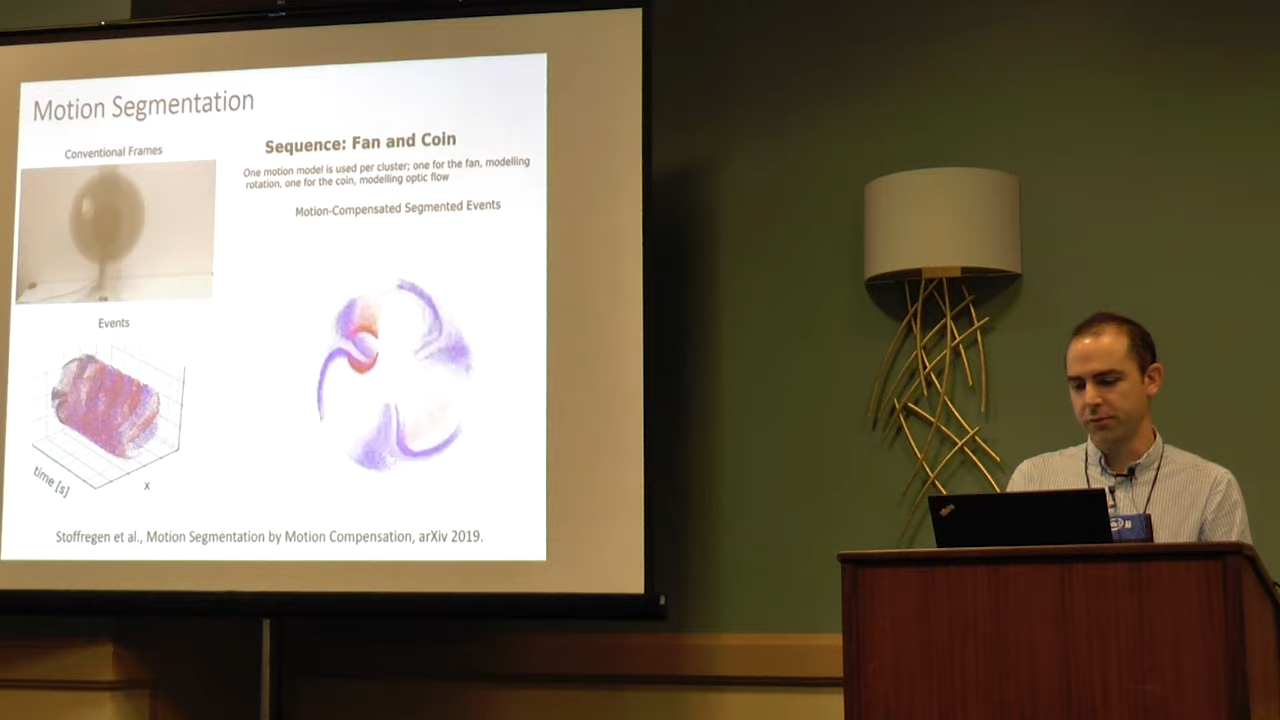 Motion Segmentation
Conventional Frames
Sequence: Fan and Coin
One motion model is used per cluster; one for the fan, modelling
rotation, one for the coin, modelling optic flow
Motion-Compensated Segmented Events
Events
time [s]
x
Stoffregen et al., Motion Segmentation by Motion Compensation, arXiv 2019.
ThinkPad
AI